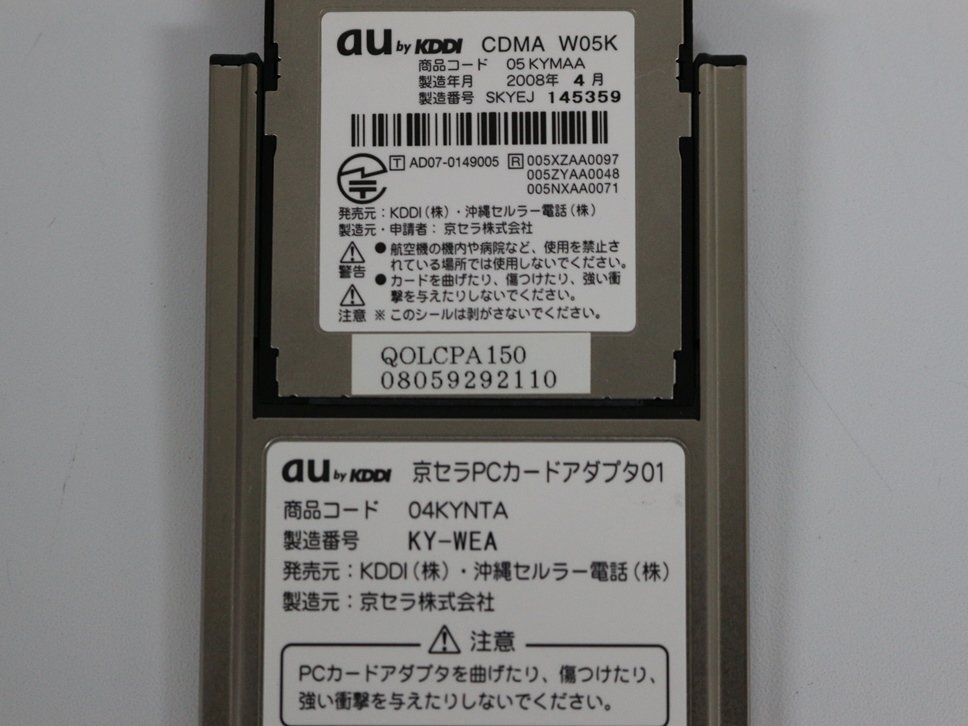 au by KDDI CDMA W05K
商品コード 05KYMAA
製造年月 2008年 4月
製造番号 SKYEJ 145359
T AD07-0149005 R 005XZAA0097
005ZYAA0048
005NXAA0071
発売元：KDDI(株)・沖縄セルラー電話(株)
製造元・申請者：京セラ株式会社
警告
●航空機の機内や病院など、使用を禁止さ
れている場所では使用しないでください。
●カードを曲げたり、傷つけたり、強い衝
撃を与えたりしないでください。
注意 ※このシールは剥がさないでください。
QOLCPA150
08059292110
au by KDDI 京セラPCカードアダプタ01
商品コード 04KYNTA
製造番号 KY-WEA
発売元：KDDI(株)・沖縄セルラー電話(株)
製造元：京セラ株式会社
注意
PCカードアダプタを曲げたり、傷つけたり、
強い衝撃を与えたりしないでください。